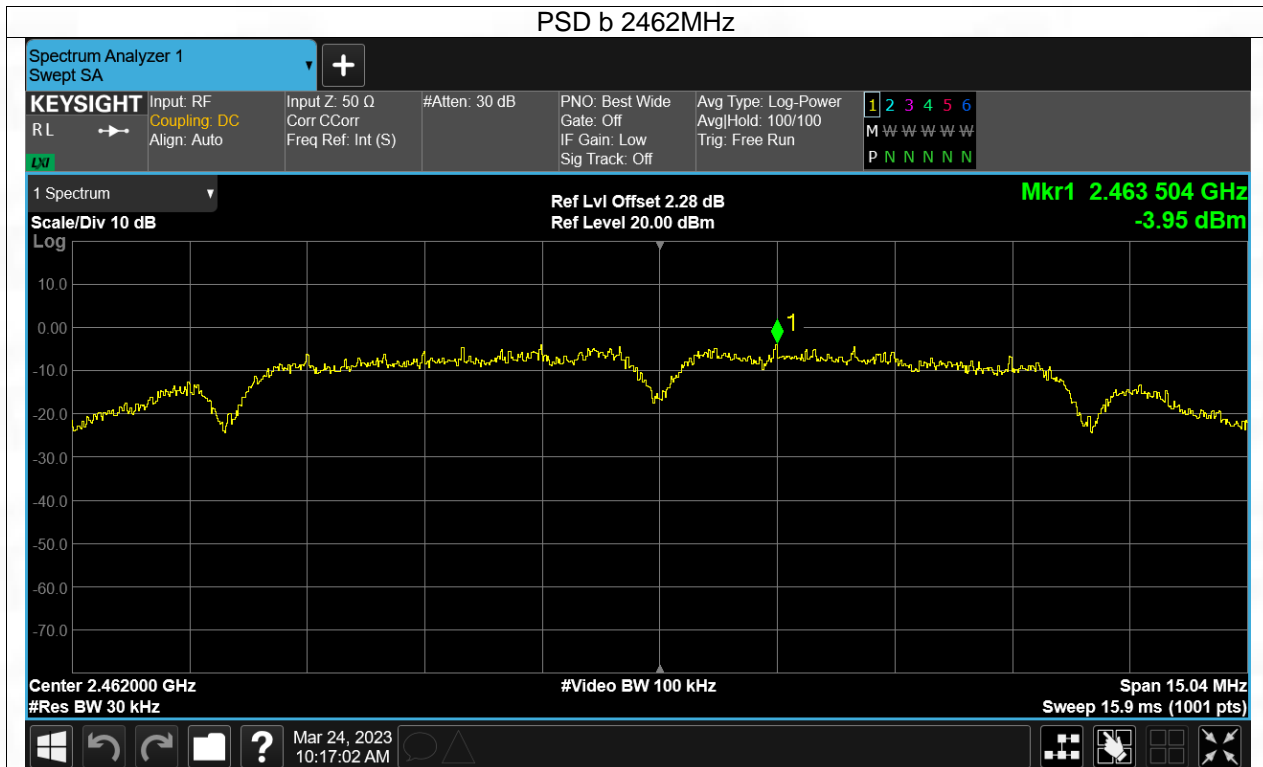 PSD b 2462MHz
Spectrum Analyzer 1
Swept SA
+
KEYSIGHT
RL
LXI
Input: RF
Coupling: DC
Align: Auto
Input Z: 50 Ω
Corr CCorr
Freq Ref: Int (S)
#Atten: 30 dB
PNO: Best Wide
Gate: Off
IF Gain: Low
Sig Track: Off
Avg Type: Log-Power
Avg|Hold: 100/100
Trig: Free Run
1 2 3 4 5 6
M W W W W W
P N N N N N N
1 Spectrum
Scale/Div 10 dB
Log
Ref Lvl Offset 2.28 dB
Ref Level 20.00 dBm
Mkr1 2.463 504 GHz
-3.95 dBm
10.0
0.00
-10.0
-20.0
-30.0
-40.0
-50.0
-60.0
-70.0
1
Center 2.462000 GHz
#Res BW 30 kHz
#Video BW 100 kHz
Span 15.04 MHz
Sweep 15.9 ms (1001 pts)
?
Mar 24, 2023
10:17:02 AM